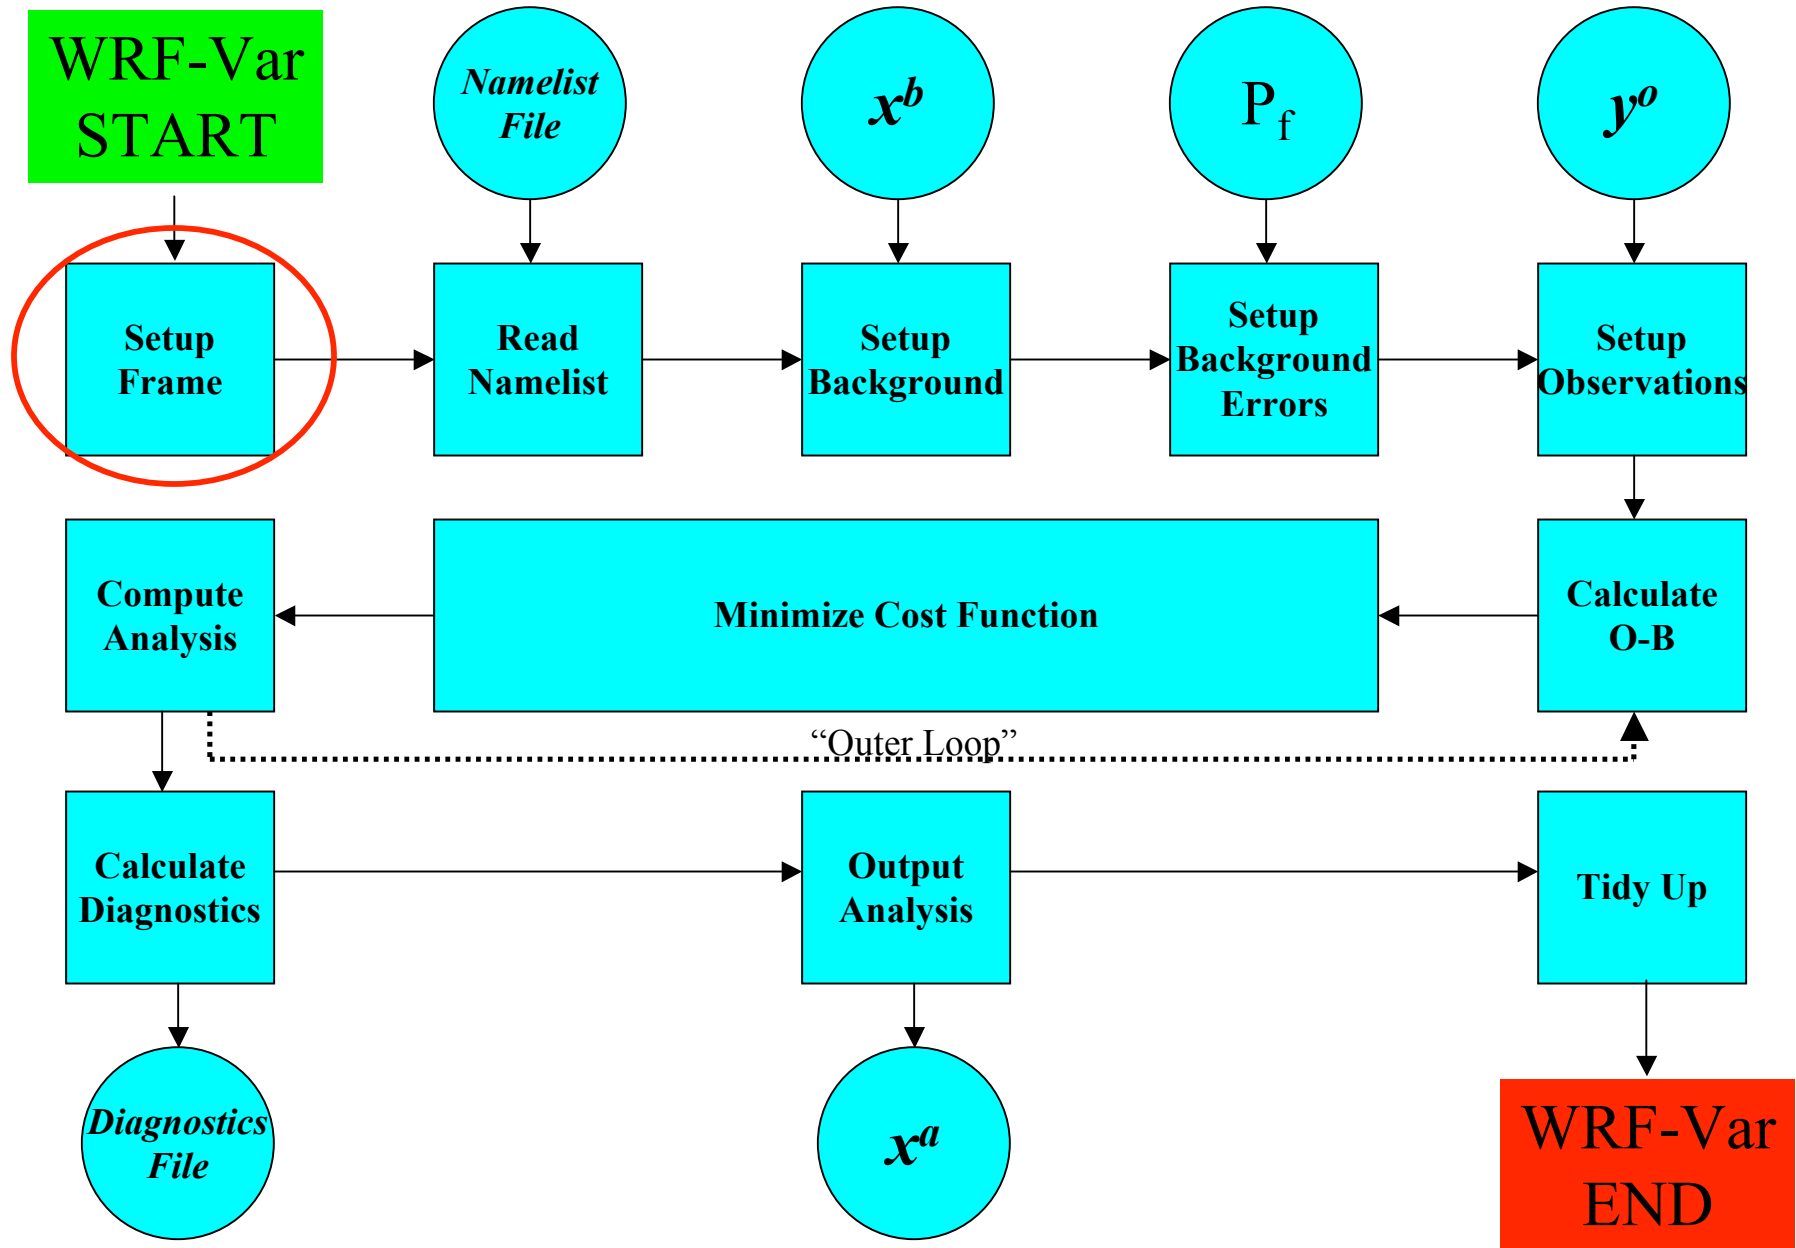 WRF-Var
START
Namelist
File
x^b
P_f
y^o
Setup
Frame
Read
Namelist
Setup
Background
Setup
Background
Errors
Setup
Observations
Compute
Analysis
Minimize Cost Function
Calculate
O-B
“Outer Loop”
Calculate
Diagnostics
Output
Analysis
Tidy Up
Diagnostics
File
x^a
WRF-Var
END